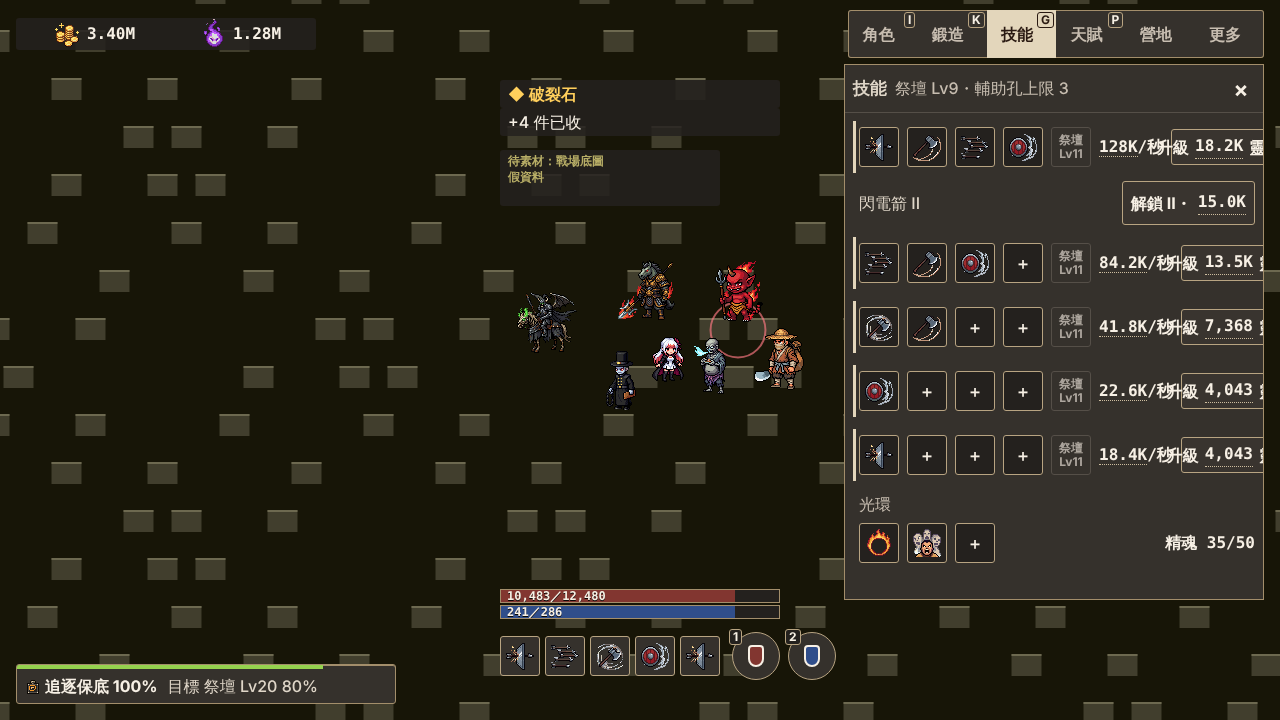 3.40M
1.28M
角色 I
鍛造 K
技能 G
天賦 P
營地
更多
◆ 破裂石
+4 件已收
待素材：戰場底圖
假資料
技能 祭壇 Lv9・輔助孔上限 3 ×
祭壇 Lv11 128K/秒 升級 18.2K
閃電箭 II 解鎖 II・ 15.0K
+ 祭壇 Lv11 84.2K/秒 升級 13.5K
+ + 祭壇 Lv11 41.8K/秒 升級 7,368
+ + + 祭壇 Lv11 22.6K/秒 升級 4,043
+ + + 祭壇 Lv11 18.4K/秒 升級 4,043
光環
+ 精魂 35/50
10,483／12,480
241／286
1
2
追逐保底 100% 目標 祭壇 Lv20 80%